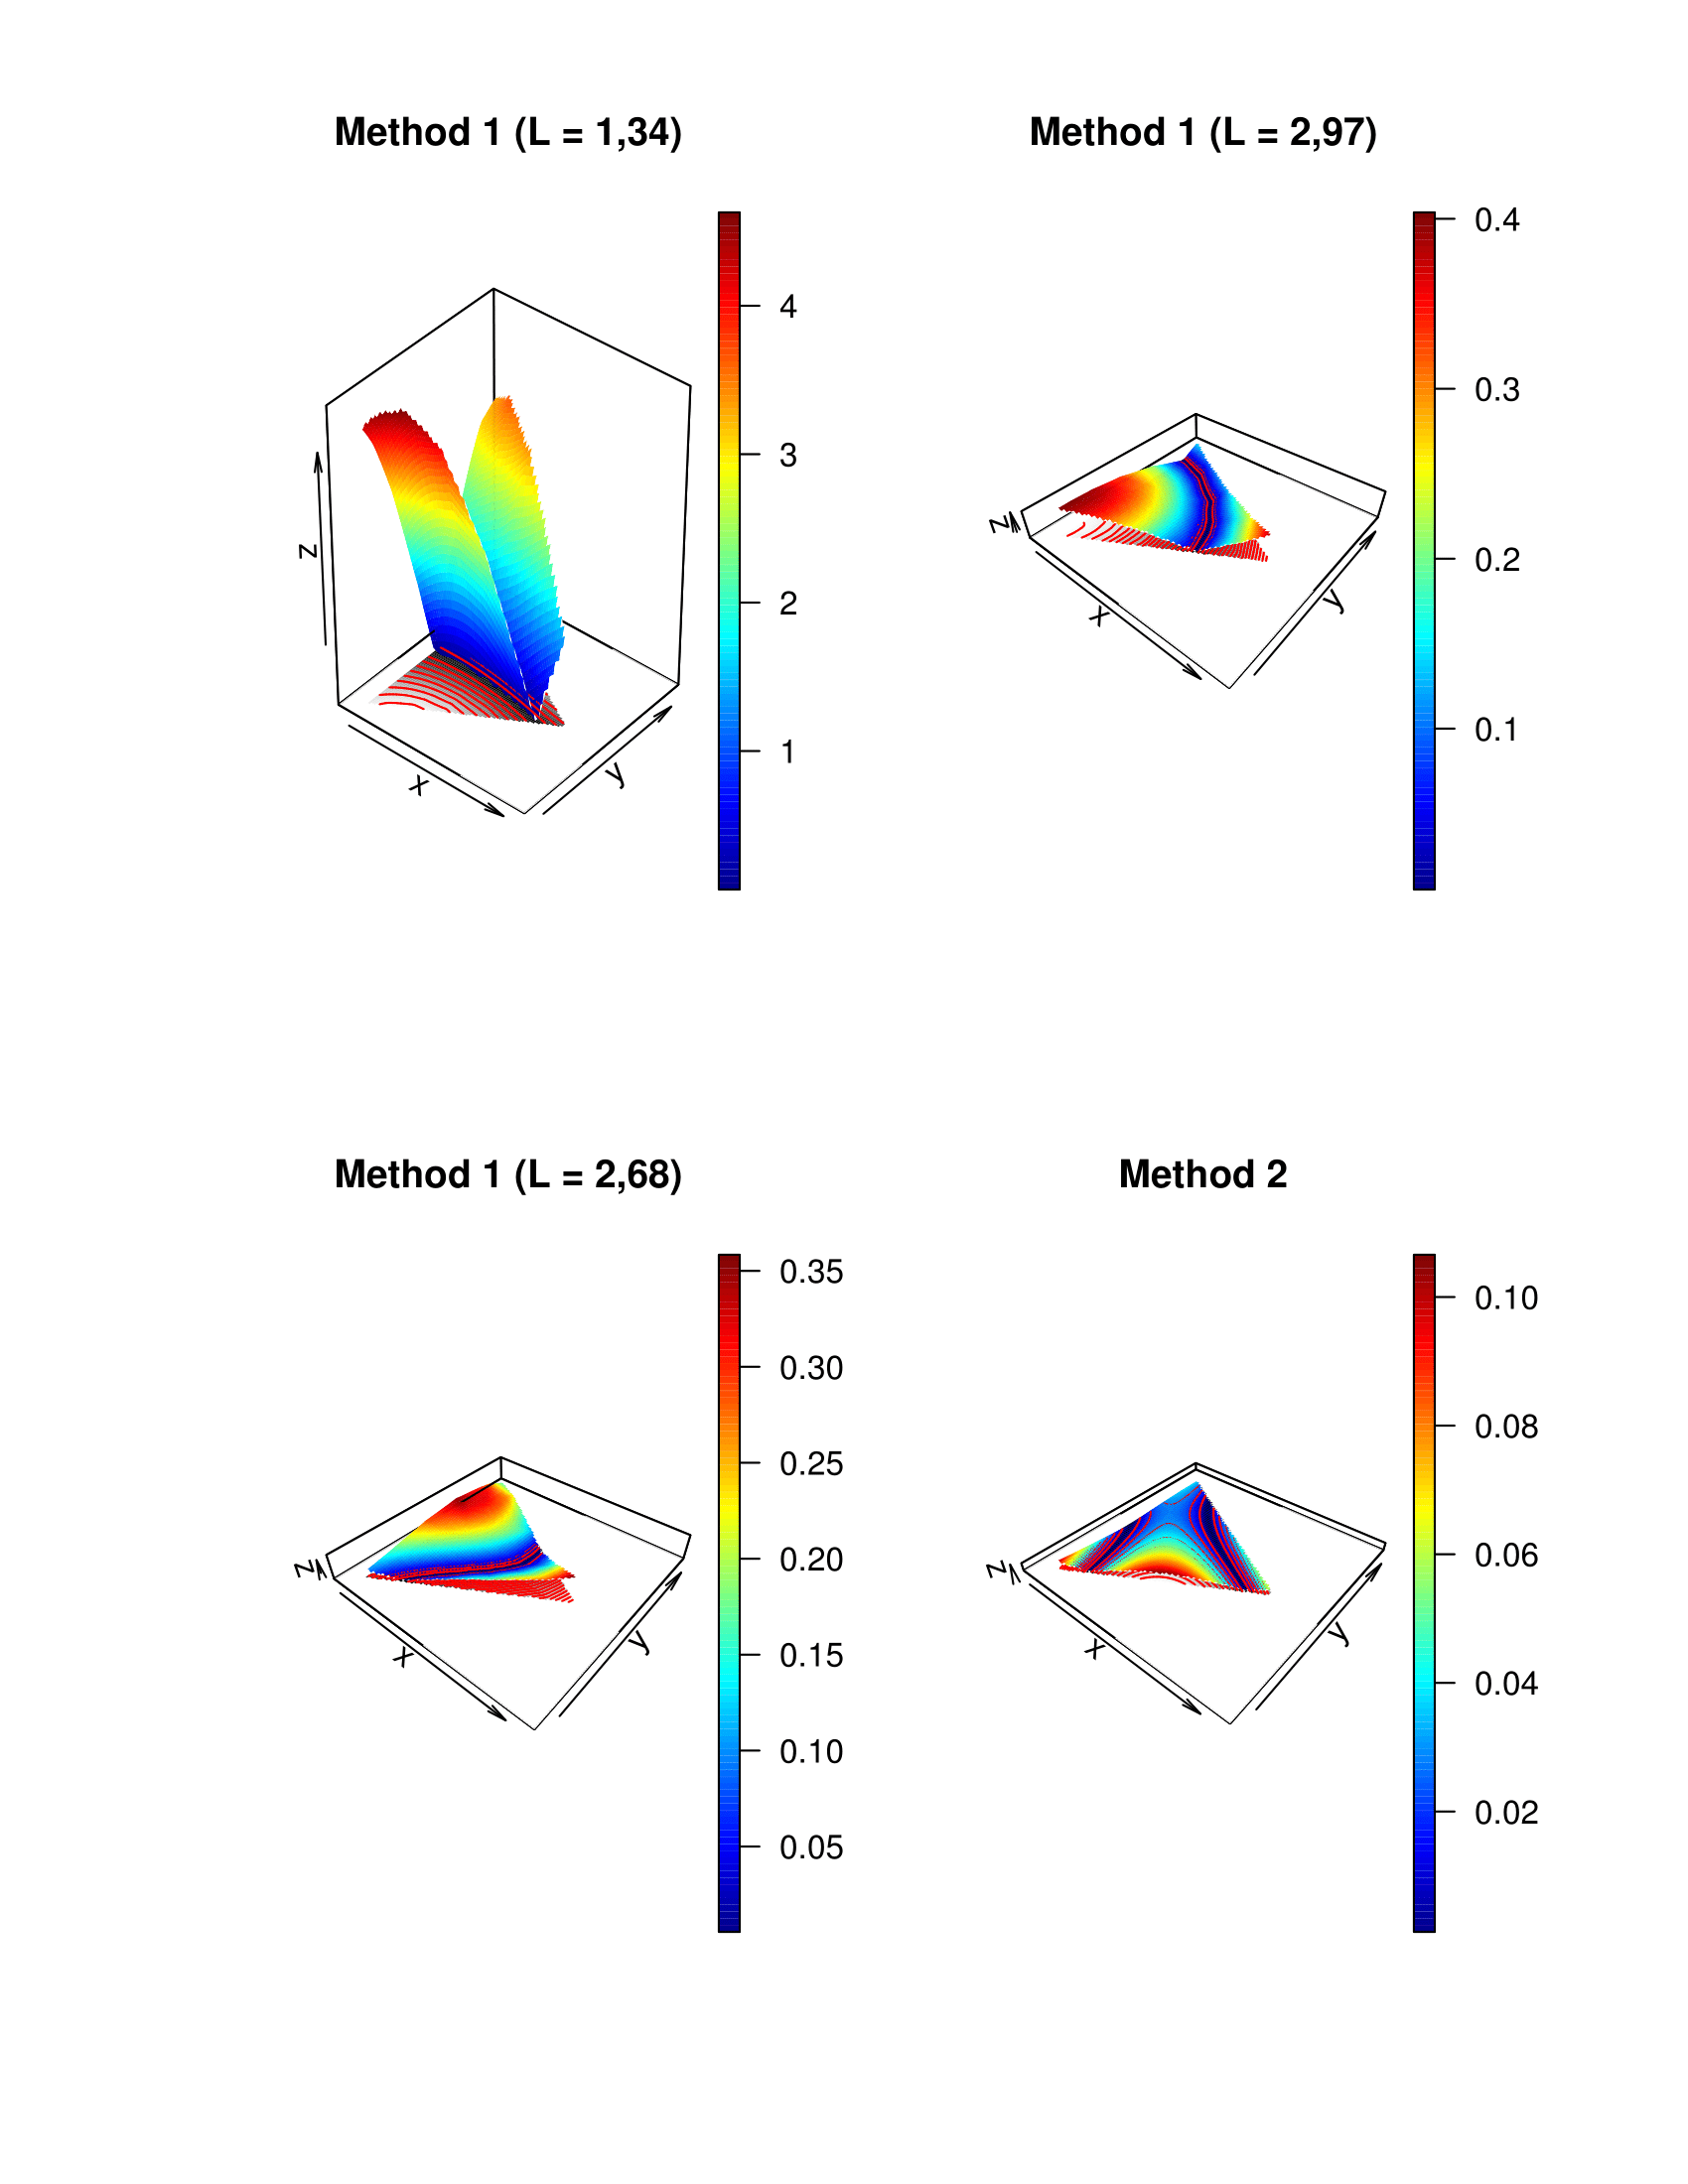 Method 1 (L = 1,34)
z
x
y
4
3
2
1
Method 1 (L = 2,97)
z
x
y
0.4
0.3
0.2
0.1
Method 1 (L = 2,68)
z
x
y
0.35
0.30
0.25
0.20
0.15
0.10
0.05
Method 2
z
x
y
0.10
0.08
0.06
0.04
0.02